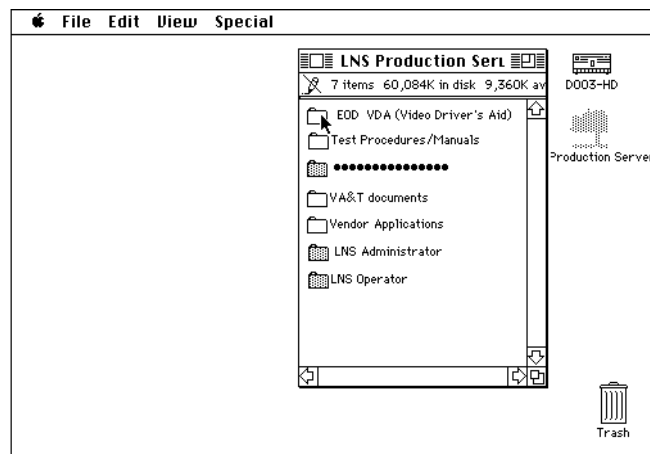 File Edit View Special
LNS Production Ser
7 items 60,084K in disk 9,360K av
EOD VDA (Video Driver's Aid)
Test Procedures/Manuals
•••••••••••••••
VA&T documents
Vendor Applications
LNS Administrator
LNS Operator
D003-HD
Production Server
Trash